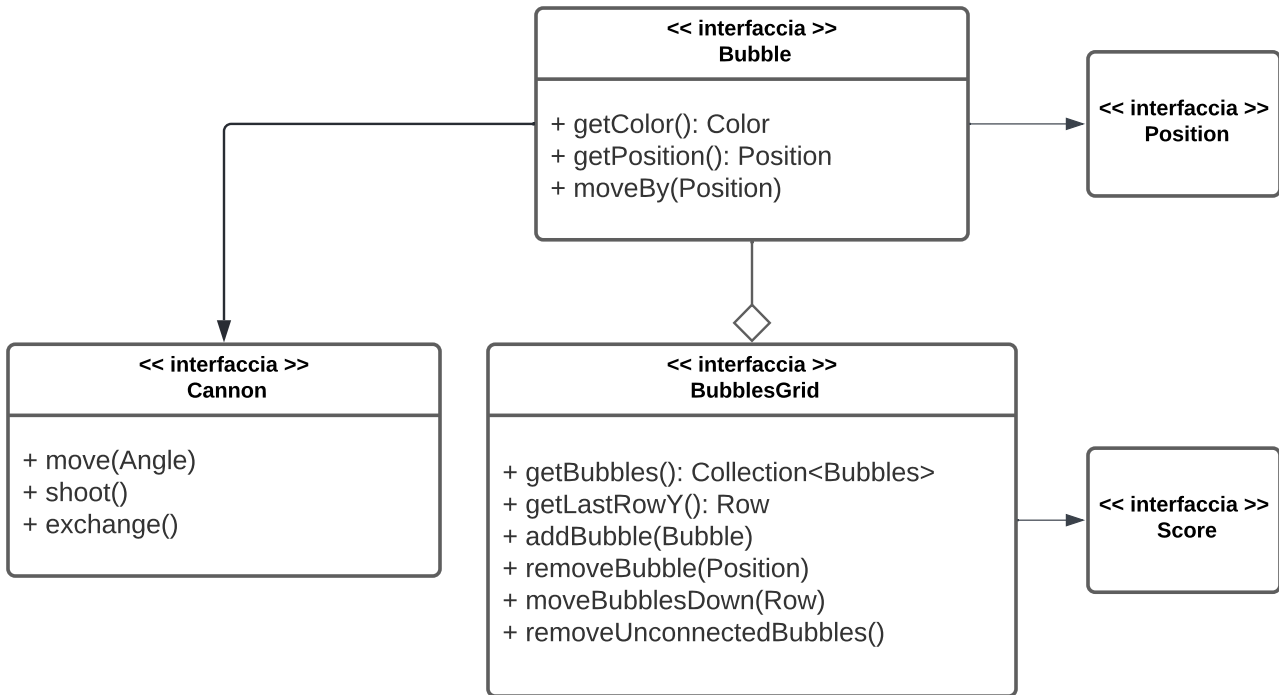 << interfaccia >>
Bubble
+ getColor(): Color
+ getPosition(): Position
+ moveBy(Position)
<< interfaccia >>
Position
<< interfaccia >>
Cannon
+ move(Angle)
+ shoot()
+ exchange()
<< interfaccia >>
BubblesGrid
+ getBubbles(): Collection<Bubbles>
+ getLastRowY(): Row
+ addBubble(Bubble)
+ removeBubble(Position)
+ moveBubblesDown(Row)
+ removeUnconnectedBubbles()
<< interfaccia >>
Score